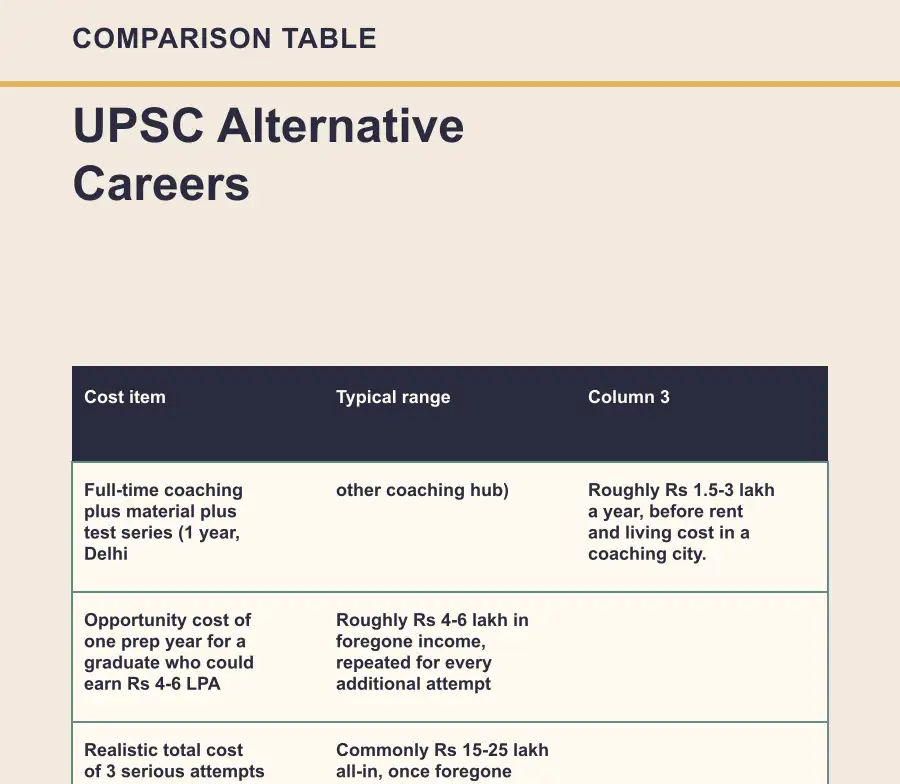 COMPARISON TABLE
UPSC Alternative
Careers
Cost item
Typical range
Column 3
Full-time coaching
plus material plus
test series (1 year,
Delhi
other coaching hub)
Roughly Rs 1.5-3 lakh
a year, before rent
and living cost in a
coaching city.
Opportunity cost of
one prep year for a
graduate who could
earn Rs 4-6 LPA
Roughly Rs 4-6 lakh in
foregone income,
repeated for every
additional attempt
Realistic total cost
of 3 serious attempts
Commonly Rs 15-25 lakh
all-in, once foregone